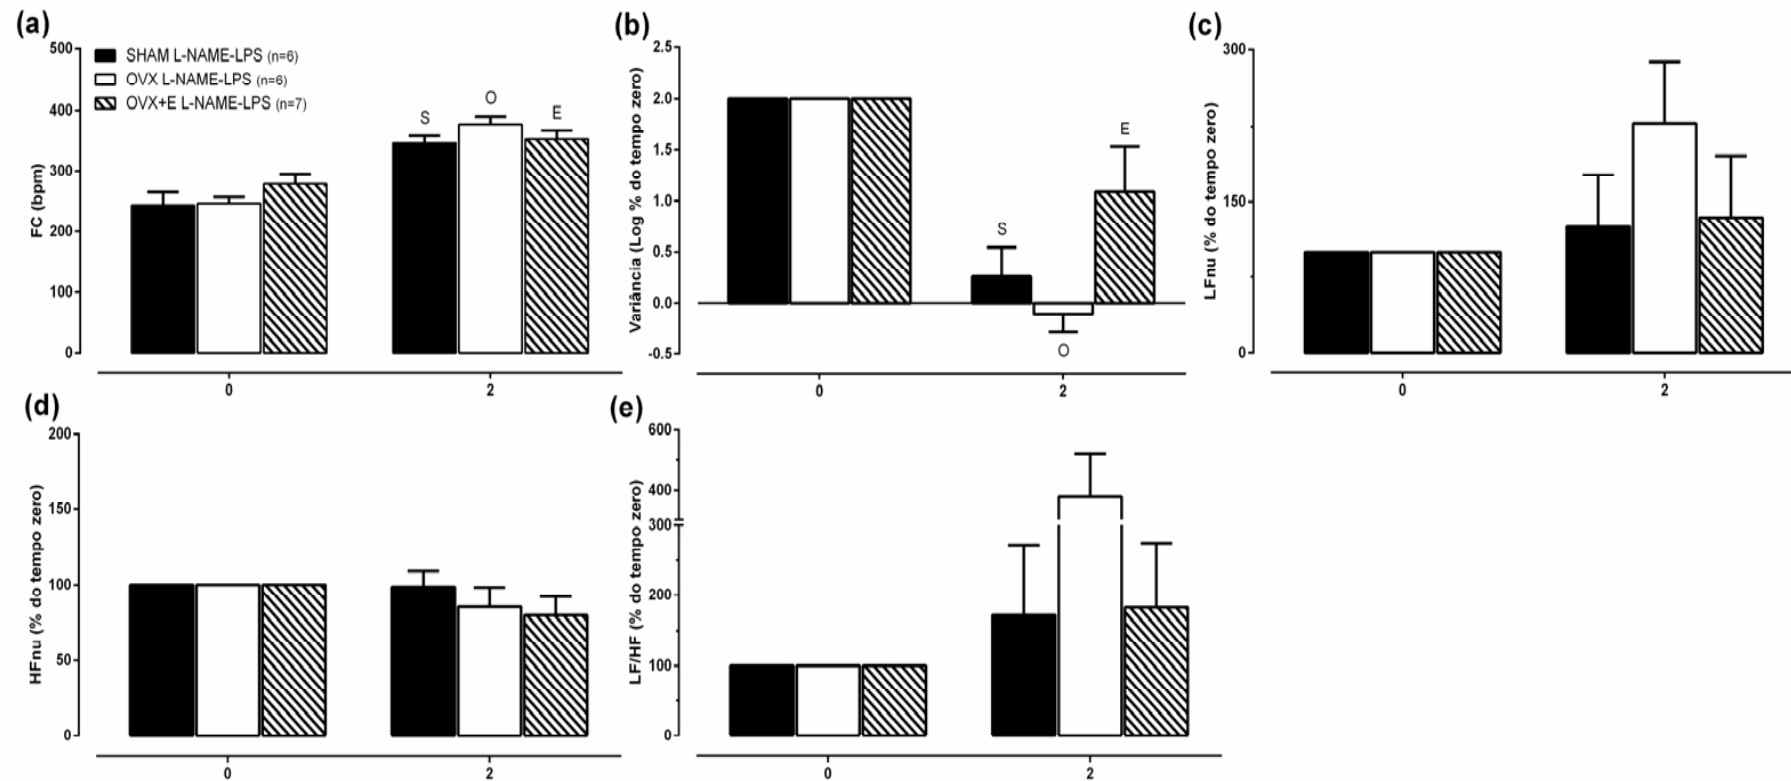 (a)
FC (bpm)
500
400
300
200
100
0
SHAM L-NAME-LPS (n=6)
OVX L-NAME-LPS (n=6)
OVX+E L-NAME-LPS (n=7)
S
O
E
0
2
(b)
Variância (Log % do tempo zero)
2.5
2.0
1.5
1.0
0.5
0.0
-0.5
S
O
E
0
2
(c)
LFnu (% do tempo zero)
300
150
0
0
2
(d)
HFnu (% do tempo zero)
200
150
100
50
0
0
2
(e)
LF/HF (% do tempo zero)
600
400
300
200
100
0
0
2